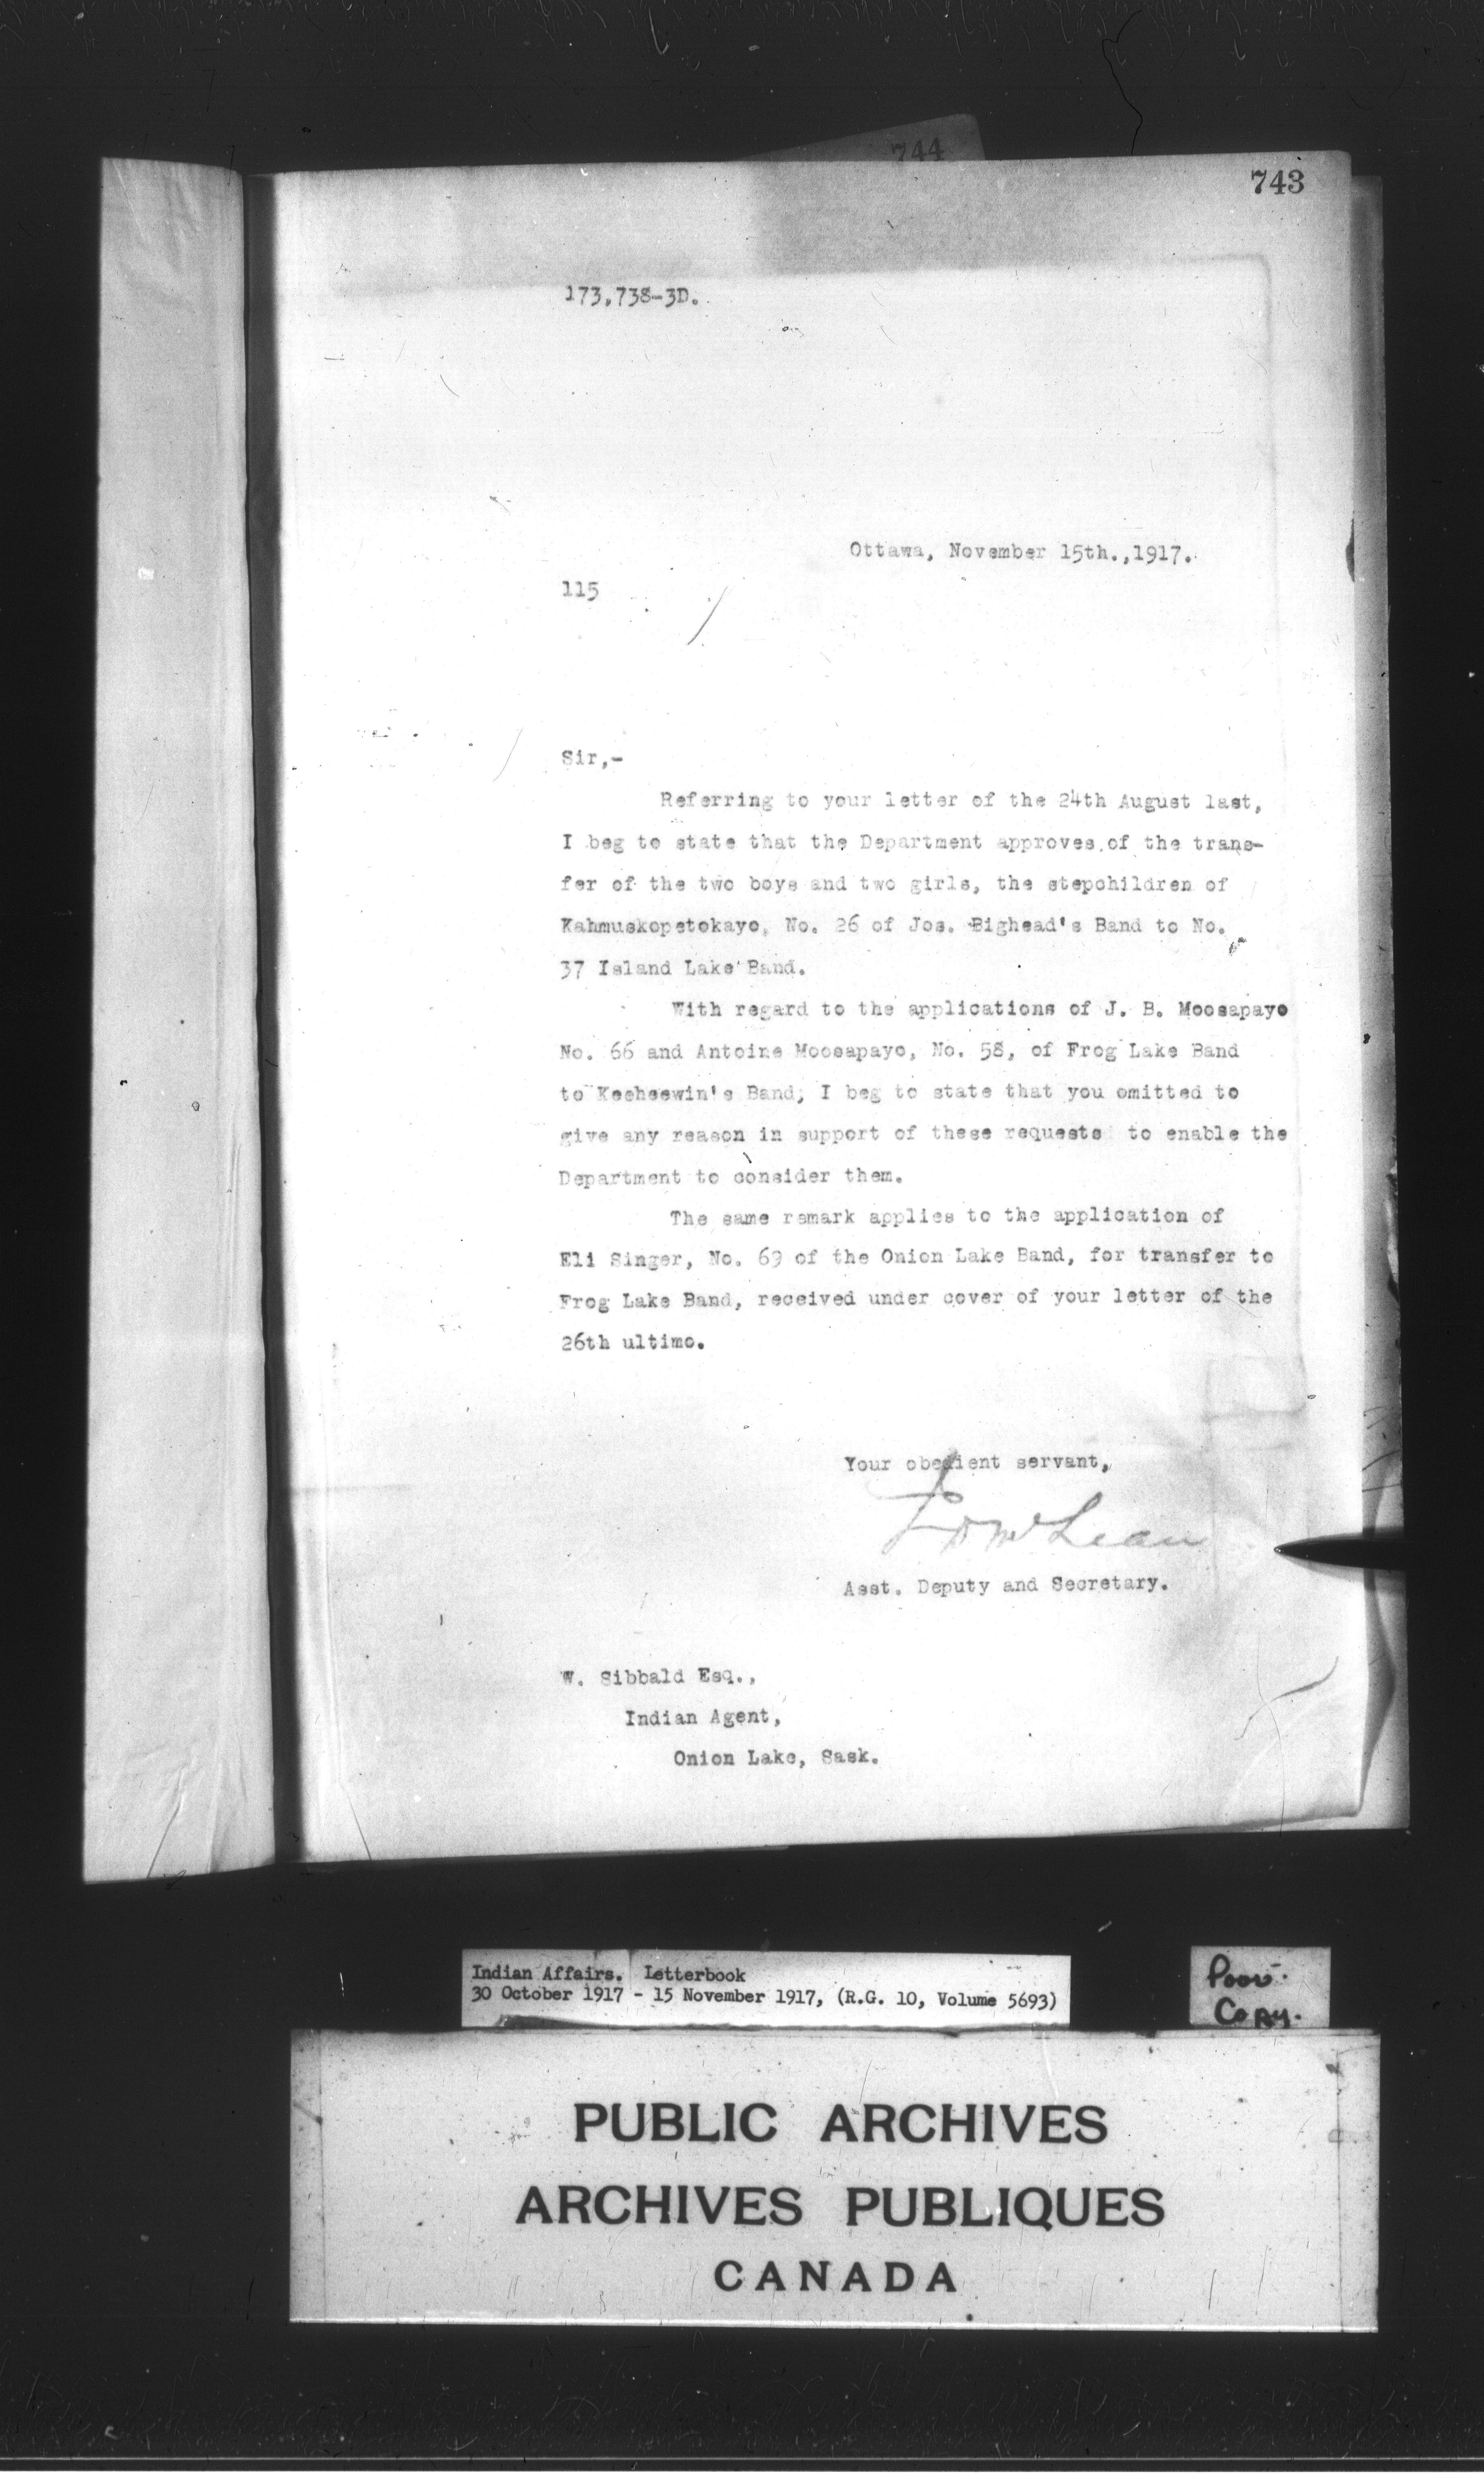 744
743
173,738-3D.
Ottawa, November 15th.,1917.
115
Sir,-
Referring to your letter of the 24th August last,
I beg to state that the Department approves of the trans-
fer of the two boys and two girls, the stepchildren of
Kahmuskopetokayo, No. 26 of Jos. Bighead's Band to No.
37 Island Lake Band.
With regard to the applications of J. B. Moosapayo
No. 66 and Antoine Moosapayo, No. 58, of Frog Lake Band
to Keeheewin's Band, I beg to state that you omitted to
give any reason in support of these requests to enable the
Department to consider them.
The same remark applies to the application of
Eli Singer, No. 69 of the Onion Lake Band, for transfer to
Frog Lake Band, received under cover of your letter of the
26th ultimo.
Your obedient servant,
J D McLean
Asst. Deputy and Secretary.
W. Sibbald Esq.,
Indian Agent,
Onion Lake, Sask.
Indian Affairs. Letterbook
30 October 1917 - 15 November 1917, (R.G. 10, Volume 5693)
Poor
Copy.
PUBLIC ARCHIVES
ARCHIVES PUBLIQUES
CANADA